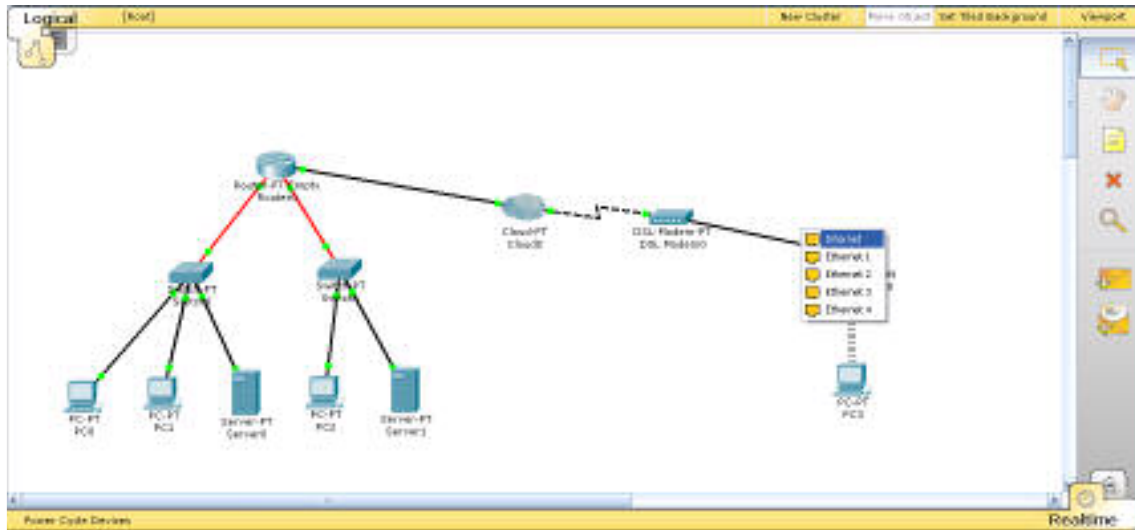 Logical
[Root]
New Cluster
Move Object
Set Tiled Background
Viewport
Cloud-PT
Cloud0
DSL-Modem-PT
DSL Modem0
Internet
Ethernet 1
Ethernet 2
Ethernet 3
Ethernet 4
PC-PT
PC0
PC-PT
PC1
Server-PT
Server0
PC-PT
PC2
Server-PT
Server1
PC-PT
PC3
Power Cycle Devices
Realtime